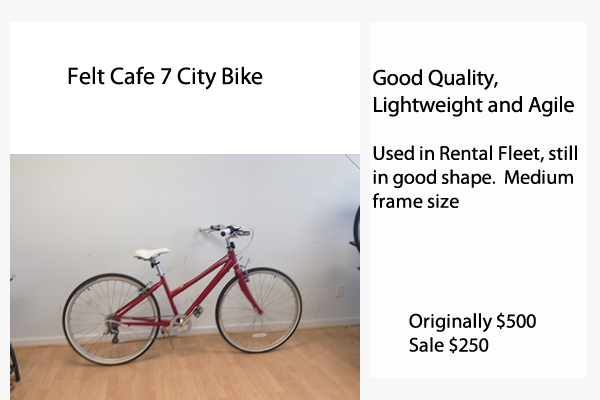 Felt Cafe 7 City Bike
Good Quality,
Lightweight and Agile
Used in Rental Fleet, still
in good shape.  Medium
frame size
Originally $500
Sale $250